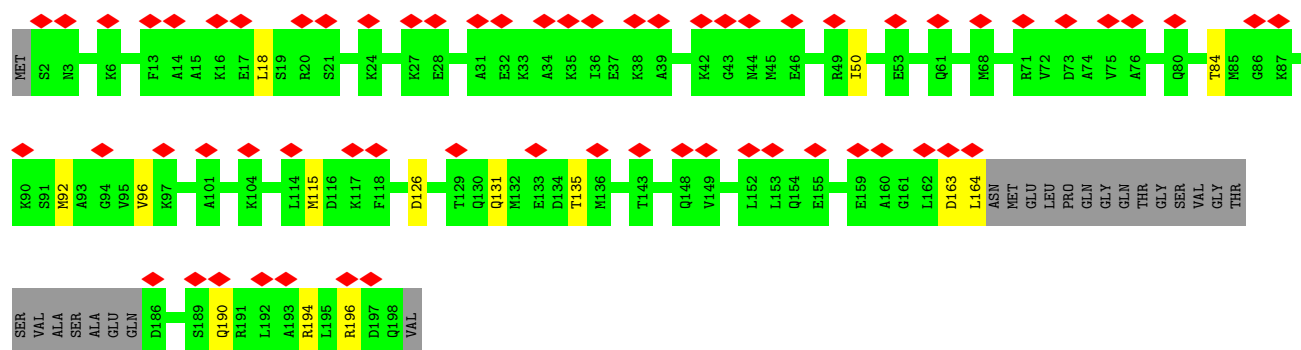 MET S2 N3 K6 F13 A14 A15 K16 E17 L18 S19 R20 S21 K24 K27 E28 A31 E32 K33 A34 K35 I36 E37 K38 A39 K42 G43 N44 M45 E46 R49 I50 E53 Q61 M68 R71 V72 D73 A74 V75 A76 Q80 T84 M85 G86 K87
K90 S91 M92 A93 G94 V95 V96 K97 A101 K104 L114 M115 D116 K117 F118 D126 T129 Q130 Q131 M132 E133 D134 T135 M136 T143 Q148 V149 L152 L153 Q154 E155 E159 A160 G161 L162 D163 L164 ASN MET GLU LEU PRO GLN GLY GLN THR GLY SER VAL GLY THR
SER VAL ALA SER ALA GLU GLN D186 S189 Q190 R191 L192 A193 R194 L195 R196 D197 Q198 VAL